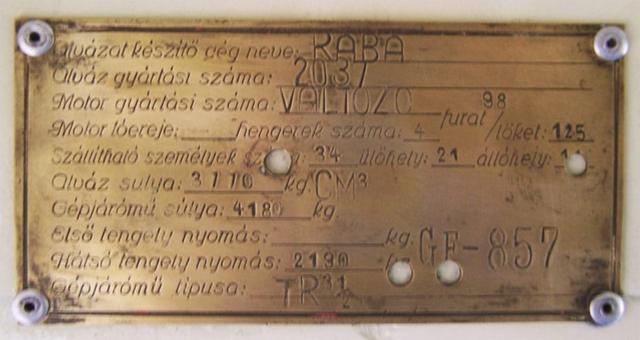 Alvázat készítő cég neve: RÁBA
Alváz gyártási száma: 2037
Motor gyártási száma: VÁLTOZÓ
Motor lóereje: hengerek száma: 4 furat 98 / löket: 125
Szállítható személyek 34 ülőhely: 21 állóhely:
Alváz súlya: 3770 kg. CM³
Gépjármű súlya: 4180 kg.
Első tengely nyomás: kg. GF-857
Hátsó tengely nyomás: 2190
Gépjármű típusa: TR 3½